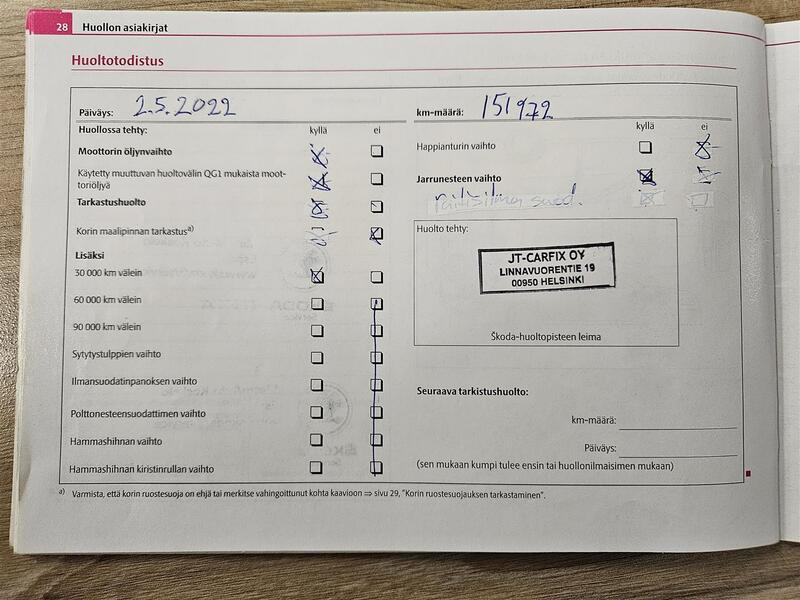 28 Huollon asiakirjat
Huoltotodistus
Päiväys: 2.5.2022
Huollossa tehty: kyllä ei
Moottorin öljynvaihto
Käytetty muuttuvan huoltovälin QG1 mukaista moot-
toriöljyä
Tarkastushuolto
Korin maalipinnan tarkastus a)
Lisäksi
30 000 km välein
60 000 km välein
90 000 km välein
Sytytystulppien vaihto
Ilmansuodatinpanoksen vaihto
Polttonesteensuodattimen vaihto
Hammashihnan vaihto
Hammashihnan kiristinrullan vaihto
km-määrä: 151972
kyllä ei
Happianturin vaihto
Jarrunesteen vaihto
raitisilma suod.
Huolto tehty:
JT-CARFIX OY
LINNAVUORENTIE 19
00950 HELSINKI
Škoda-huoltopisteen leima
Seuraava tarkistushuolto:
km-määrä:
Päiväys:
(sen mukaan kumpi tulee ensin tai huollonilmaisimen mukaan)
a) Varmista, että korin ruostesuoja on ehjä tai merkitse vahingoittunut kohta kaavioon ⇒ sivu 29, "Korin ruostesuojauksen tarkastaminen".